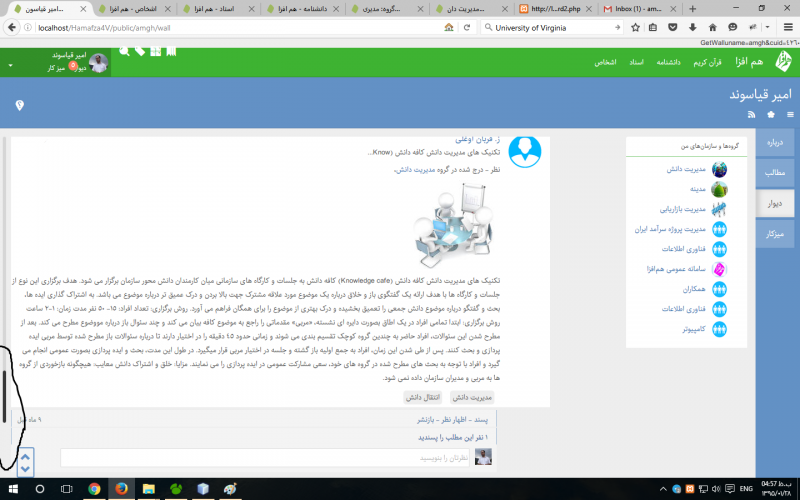 امیر قیاسون...
اشخاص - هم افزا
اسناد - هم افزا
دانشنامه - هم افزا
گروه: مدیری...
مدیریت دان...
http://l...rd2.php
Inbox (1) - am...
localhost/Hamafza4V/public/amgh/wall
University of Virginia
GetWalluname=amgh&cuid=
هم افزا
قرآن کریم
دانشنامه
اسناد
اشخاص
امیر قیاسوند
دیوار
میز کار
امیر قیاسوند
درباره
مطالب
دیوار
میزکار
گروه‌ها و سازمان‌های من
مدیریت دانش
مدینه
مدیریت بازاریابی
مدیریت پروژه سرآمد ایران
فناوری اطلاعات
سامانه عمومی هم‌افزا
همکاران
فناوری اطلاعات
کامپیوتر
ز. قربان اوغلی
تکنیک های مدیریت دانش کافه دانش (Know...
نظر - درج شده در گروه مدیریت دانش.
تکنیک های مدیریت دانش کافه دانش (Knowledge cafe) کافه دانش به جلسات و کارگاه های سازمانی میان کارمندان دانش محور سازمان برگزار می شود. هدف برگزاری این نوع از
جلسات و کارگاه ها با هدف ارائه یک گفتگوی باز و خلاق درباره یک موضوع مورد علاقه مشترک جهت بالا بردن و درک عمیق تر درباره موضوع می باشد. به اشتراک گذاری ایده ها،
بحث و گفتگو درباره موضوع دانش جمعی را تعمیق بخشیده و درک بهتری از موضوع را برای همگان فراهم می آورد. روش برگزاری: تعداد افراد: ۱۵- ۵۰ نفر مدت زمان: ۱-۲ ساعت
روش برگزاری: ابتدا تمامی افراد در یک اطاق بصورت دایره ای نشسته، «مربی» مقدماتی را راجع به موضوع کافه بیان می کند و چند سئوال باز درباره مووضوع مطرح می کند. بعد از
مطرح شدن این سئوالات، افراد حاضر به چندین گروه کوچک تقسیم بندی می شوند و زمانی حدود ٤٥ دقیقه را در اختیار دارند تا درباره سئوالات باز مطرح شده توسط مربی ایده
پردازی و بحث کنند. پس از طی شدن این زمان، افراد به جمع اولیه باز گشته و جلسه در اختیار مربی قرار میگیرد. در طول این مدت، بحث و ایده پردازی بصورت عمومی انجام می
گیرد و افراد با توجه به بحث های مطرح شده در گروه های خود، سعی مشارکت عمومی در ایده پردازی را می نمایند. مزایا: خلق و اشتراک دانش معایب: هیچگونه بازخوردی از گروه
ها به مربی و مدیران سازمان داده نمی شود.
مدیریت دانش
انتقال دانش
پسند - اظهار نظر - بازنشر
۹ ماه قبل
۱ نفر این مطلب را پسندید
نظرتان را بنویسید
ENG
04:57 ب.ظ
۱۳۹۵/۰۱/۲۸